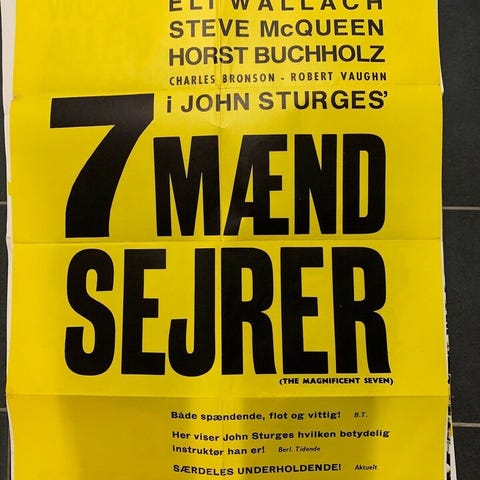 ELI WALLACH
STEVE McQUEEN
HORST BUCHHOLZ
CHARLES BRONSON - ROBERT VAUGHN
i JOHN STURGES'
7 MÆND
SEJRER
(THE MAGNIFICENT SEVEN)
Både spændende, flot og vittig! B.T.
Her viser John Sturges hvilken betydelig
instruktør han er! Berl. Tidende
SÆRDELES UNDERHOLDENDE! Aktuelt